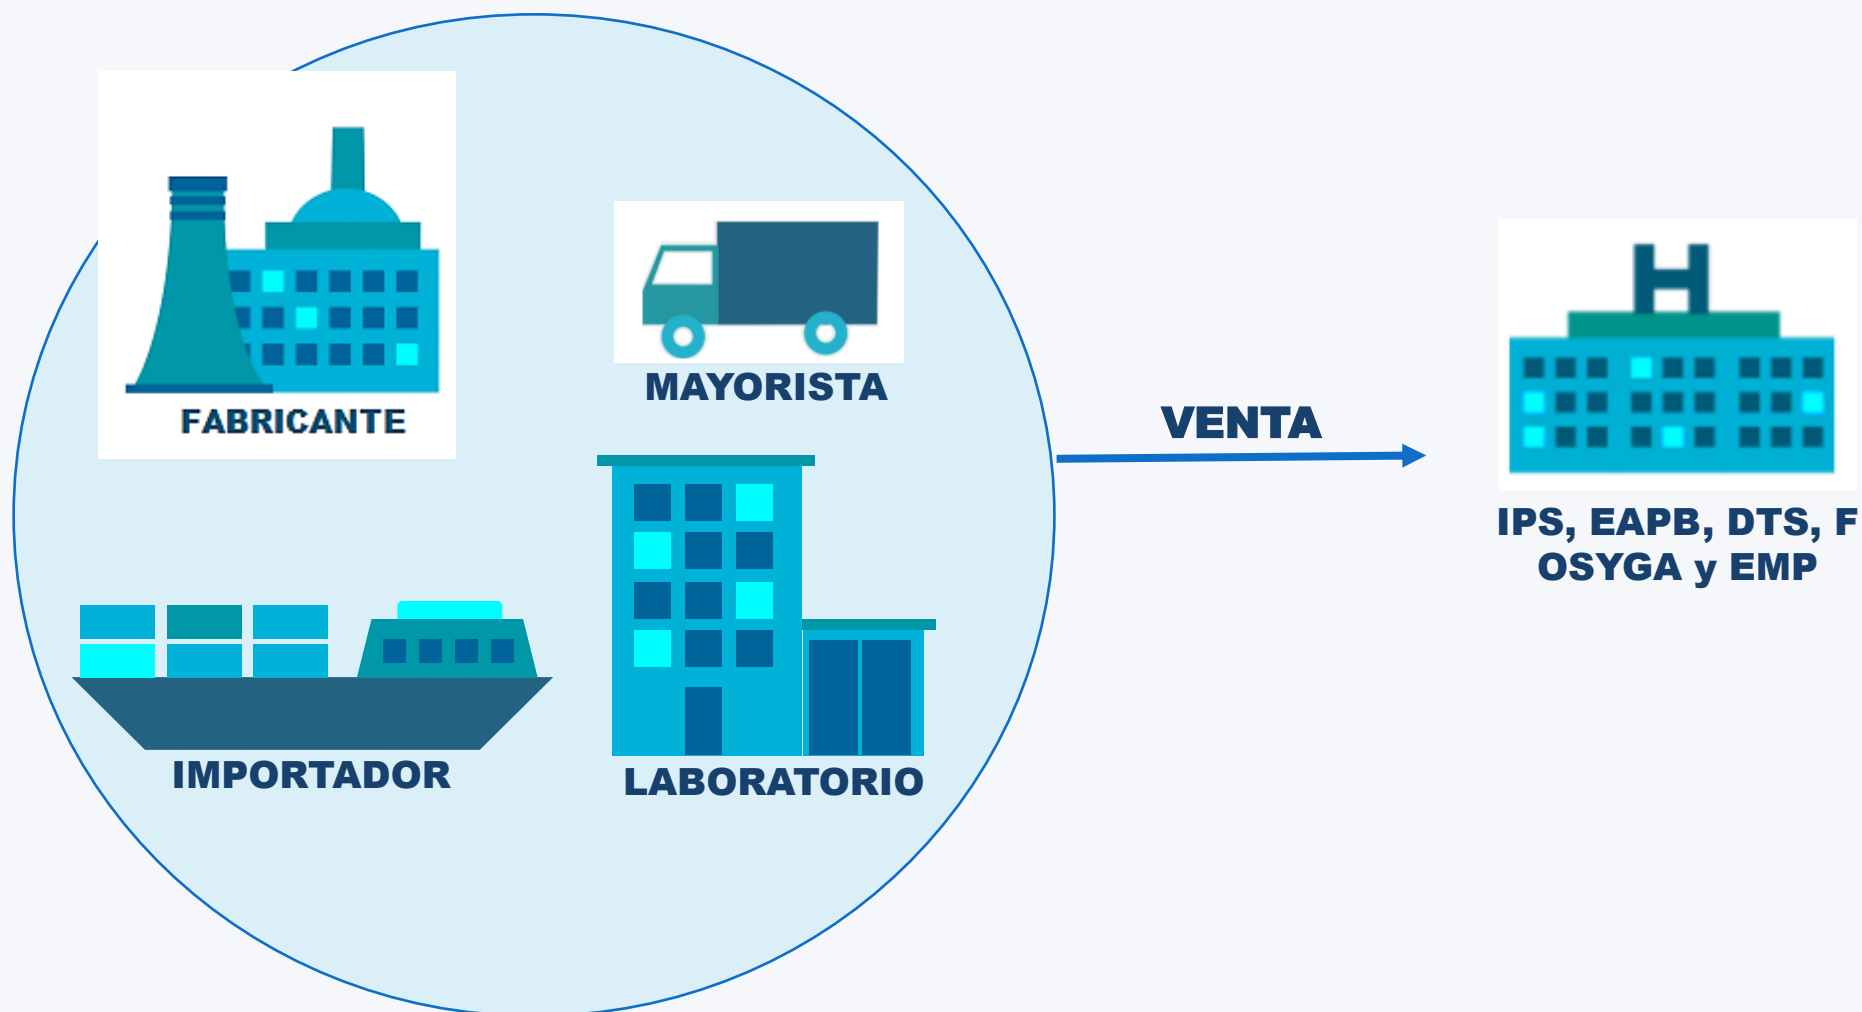 FABRICANTE
MAYORISTA
IMPORTADOR
LABORATORIO
VENTA
IPS, EAPB, DTS, F
OSYGA y EMP